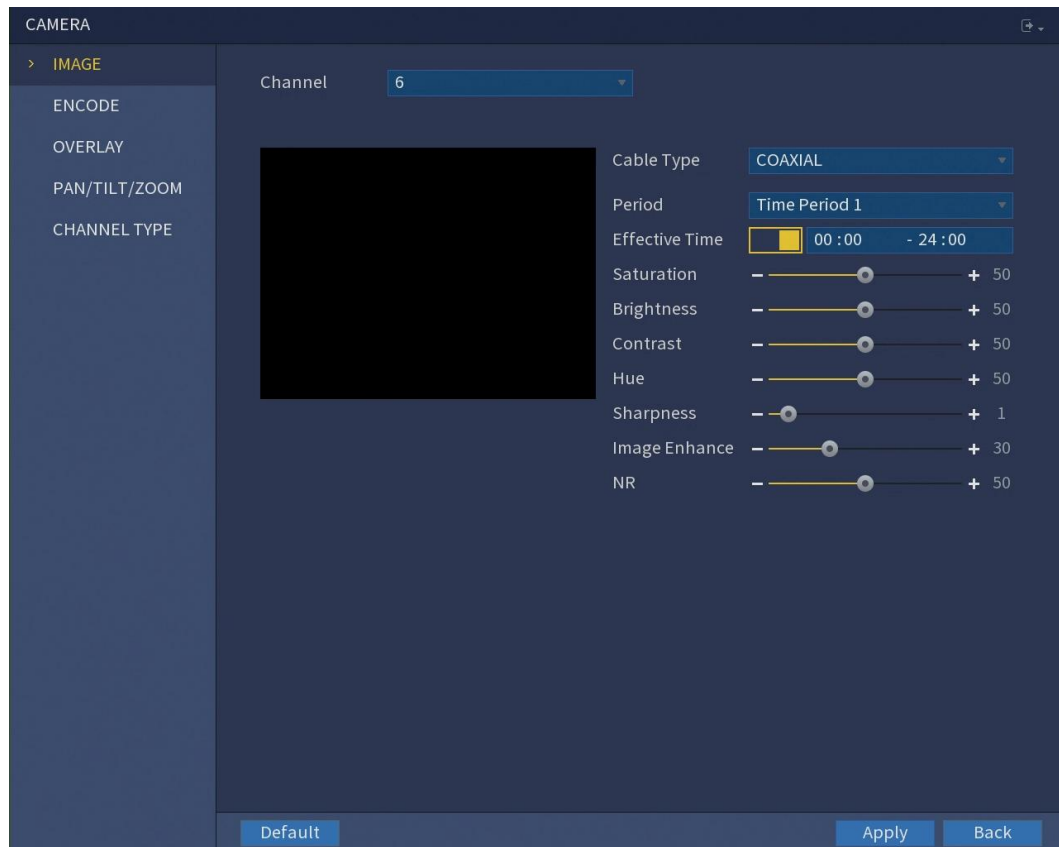 CAMERA
IMAGE
ENCODE
OVERLAY
PAN/TILT/ZOOM
CHANNEL TYPE
Channel 6
Cable Type COAXIAL
Period Time Period 1
Effective Time 00:00 - 24:00
Saturation 50
Brightness 50
Contrast 50
Hue 50
Sharpness 1
Image Enhance 30
NR 50
Default Apply Back